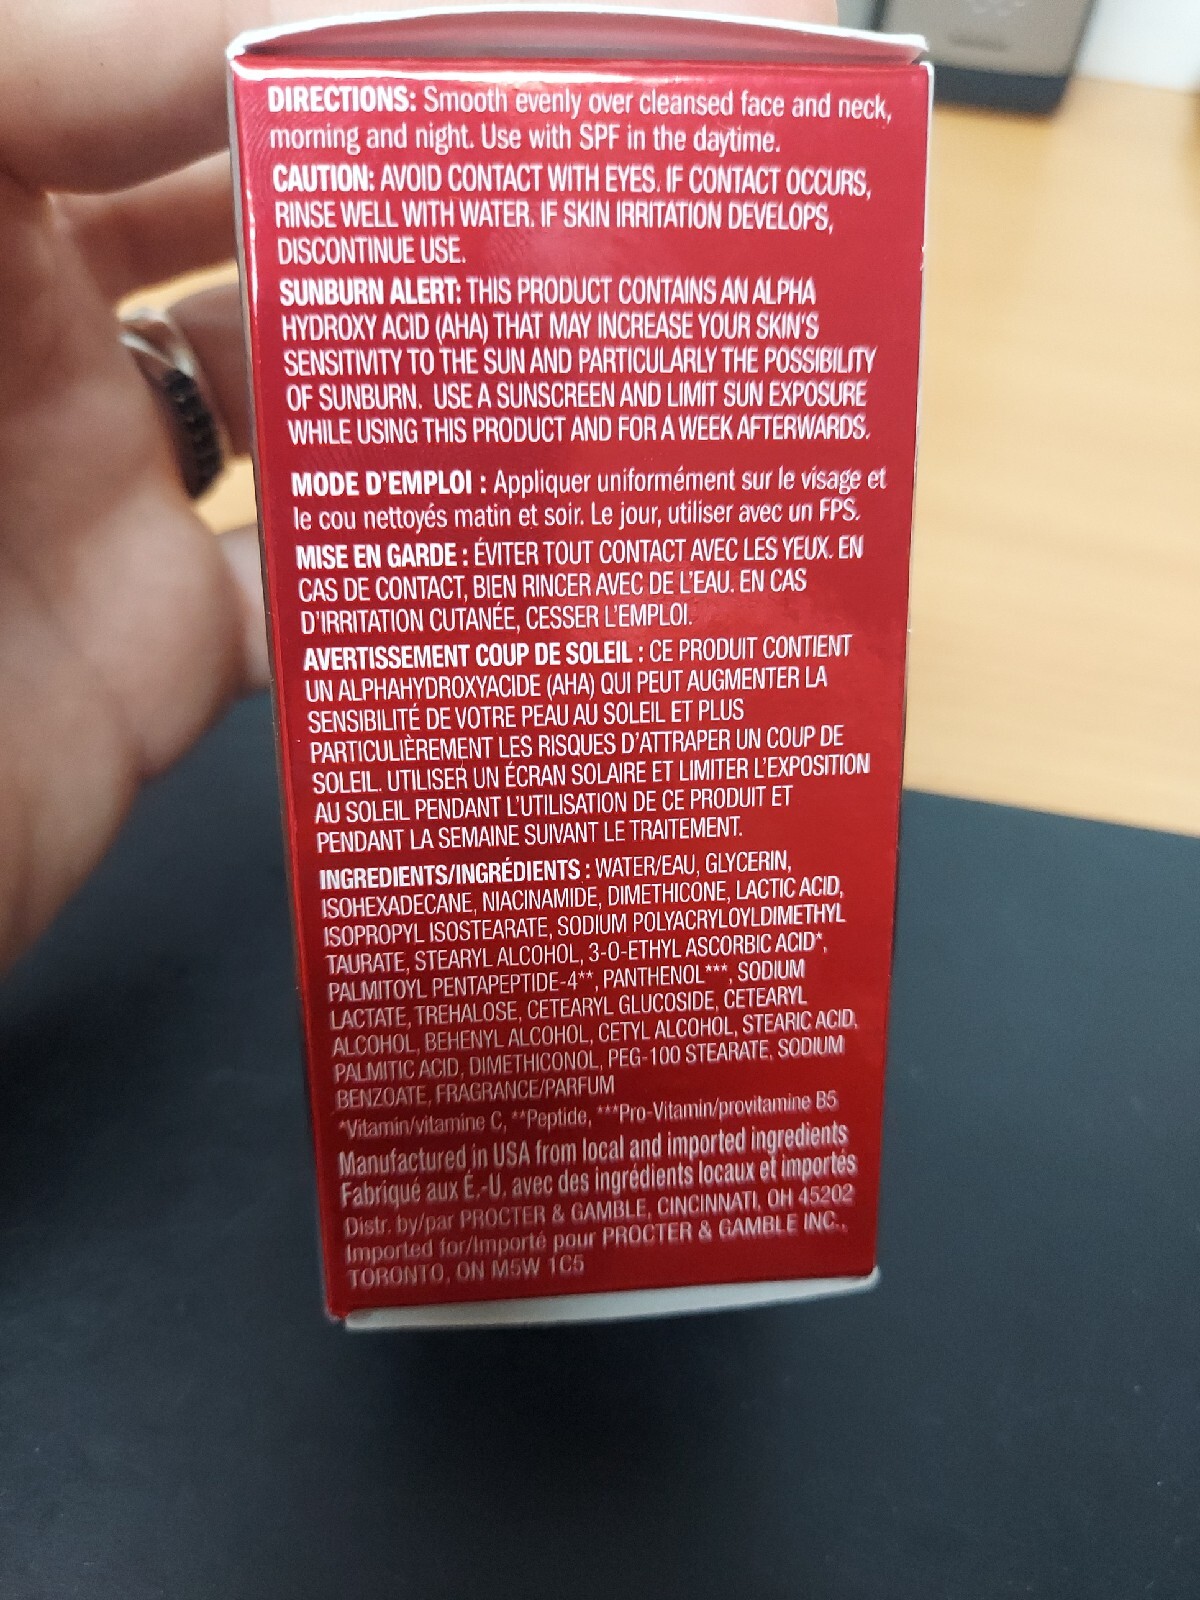 DIRECTIONS: Smooth evenly over cleansed face and neck,
morning and night. Use with SPF in the daytime.
CAUTION: AVOID CONTACT WITH EYES. IF CONTACT OCCURS,
RINSE WELL WITH WATER. IF SKIN IRRITATION DEVELOPS,
DISCONTINUE USE.
SUNBURN ALERT: THIS PRODUCT CONTAINS AN ALPHA
HYDROXY ACID (AHA) THAT MAY INCREASE YOUR SKIN'S
SENSITIVITY TO THE SUN AND PARTICULARLY THE POSSIBILITY
OF SUNBURN. USE A SUNSCREEN AND LIMIT SUN EXPOSURE
WHILE USING THIS PRODUCT AND FOR A WEEK AFTERWARDS.
MODE D'EMPLOI : Appliquer uniformément sur le visage et
le cou nettoyés matin et soir. Le jour, utiliser avec un FPS.
MISE EN GARDE : ÉVITER TOUT CONTACT AVEC LES YEUX. EN
CAS DE CONTACT, BIEN RINCER AVEC DE L'EAU. EN CAS
D'IRRITATION CUTANÉE, CESSER L'EMPLOI.
AVERTISSEMENT COUP DE SOLEIL : CE PRODUIT CONTIENT
UN ALPHAHYDROXYACIDE (AHA) QUI PEUT AUGMENTER LA
SENSIBILITÉ DE VOTRE PEAU AU SOLEIL ET PLUS
PARTICULIÈREMENT LES RISQUES D'ATTRAPER UN COUP DE
SOLEIL. UTILISER UN ÉCRAN SOLAIRE ET LIMITER L'EXPOSITION
AU SOLEIL PENDANT L'UTILISATION DE CE PRODUIT ET
PENDANT LA SEMAINE SUIVANT LE TRAITEMENT.
INGREDIENTS/INGRÉDIENTS : WATER/EAU, GLYCERIN,
ISOHEXADECANE, NIACINAMIDE, DIMETHICONE, LACTIC ACID,
ISOPROPYL ISOSTEARATE, SODIUM POLYACRYLOYLDIMETHYL
TAURATE, STEARYL ALCOHOL, 3-O-ETHYL ASCORBIC ACID*,
PALMITOYL PENTAPEPTIDE-4**, PANTHENOL***, SODIUM
LACTATE, TREHALOSE, CETEARYL GLUCOSIDE, CETEARYL
ALCOHOL, BEHENYL ALCOHOL, CETYL ALCOHOL, STEARIC ACID,
PALMITIC ACID, DIMETHICONOL, PEG-100 STEARATE, SODIUM
BENZOATE, FRAGRANCE/PARFUM
*Vitamin/vitamine C, **Peptide, ***Pro-Vitamin/provitamine B5
Manufactured in USA from local and imported ingredients
Fabriqué aux É.-U. avec des ingrédients locaux et importés
Distr. by/par PROCTER & GAMBLE, CINCINNATI, OH 45202
Imported for/Importé pour PROCTER & GAMBLE INC.,
TORONTO, ON M5W 1C5